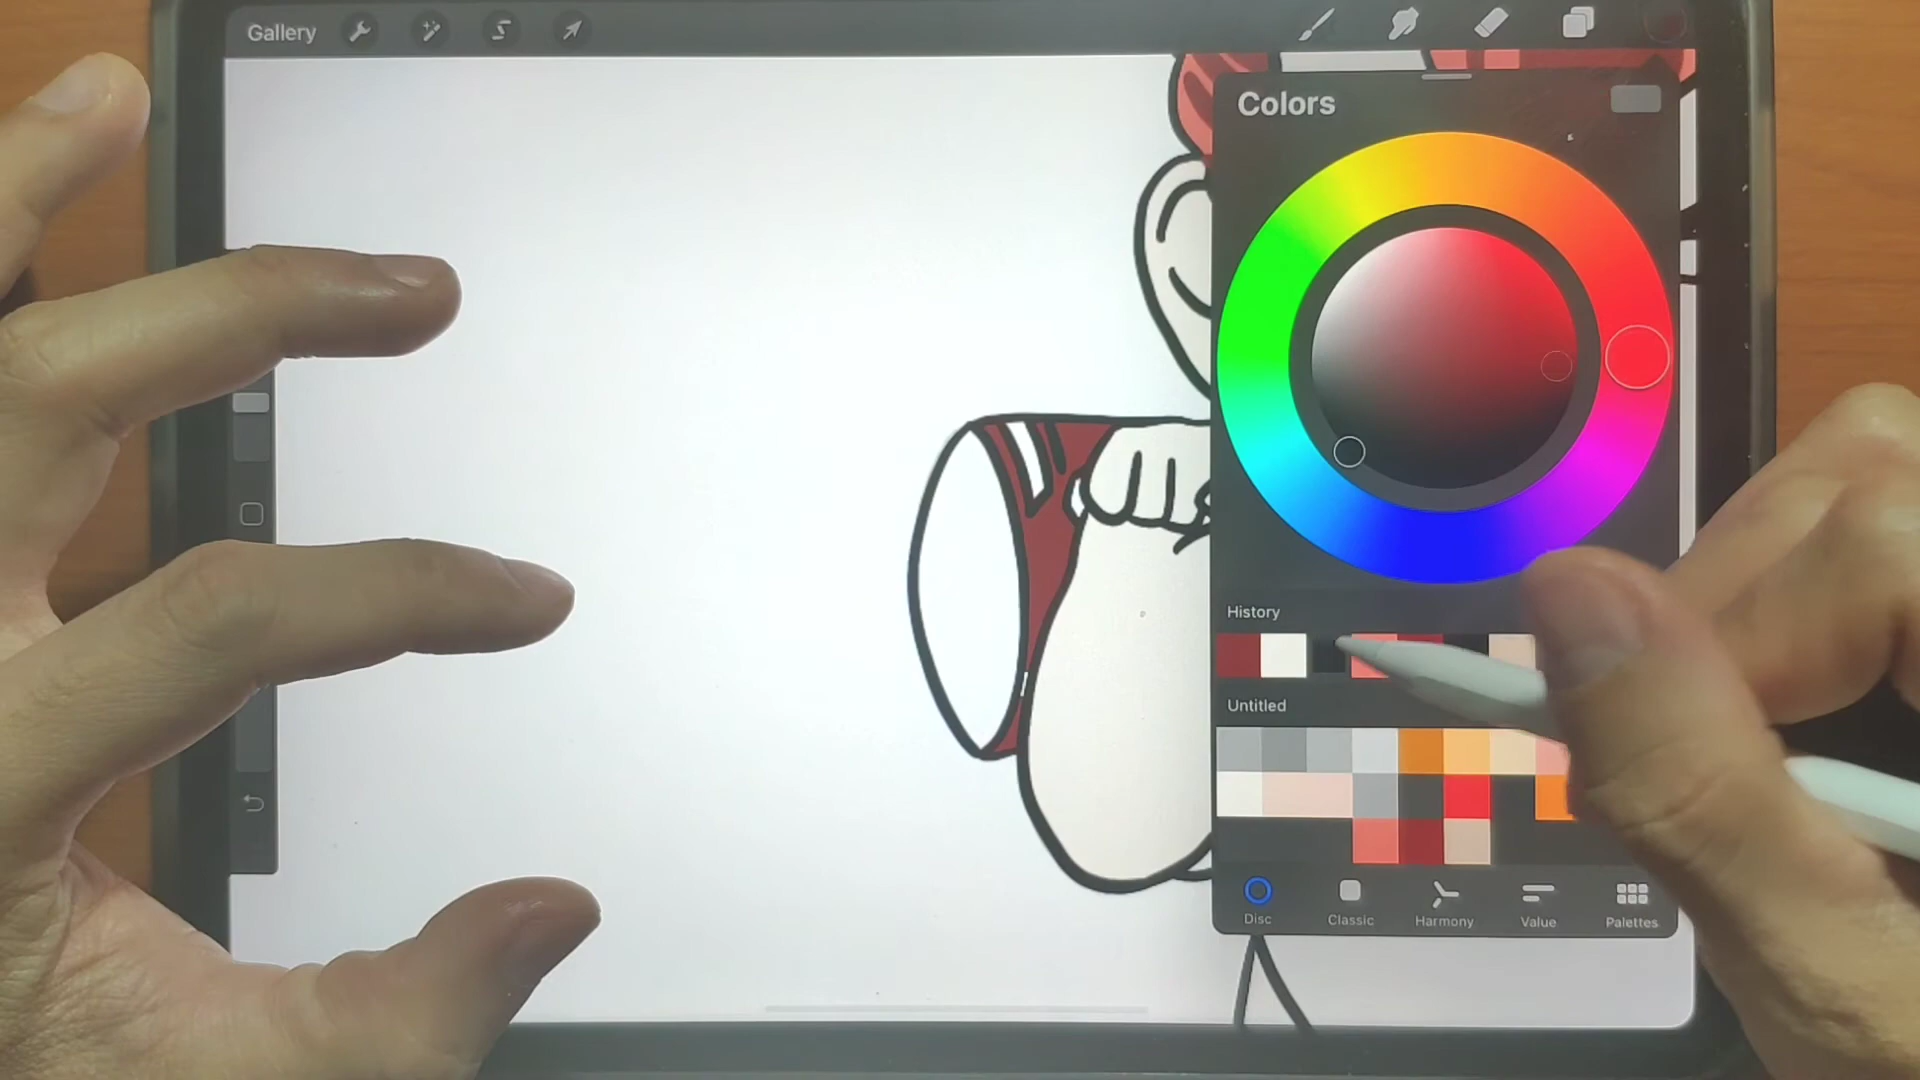 Gallery
Colors
History
Untitled
Disc
Classic
Harmony
Value
Palettes